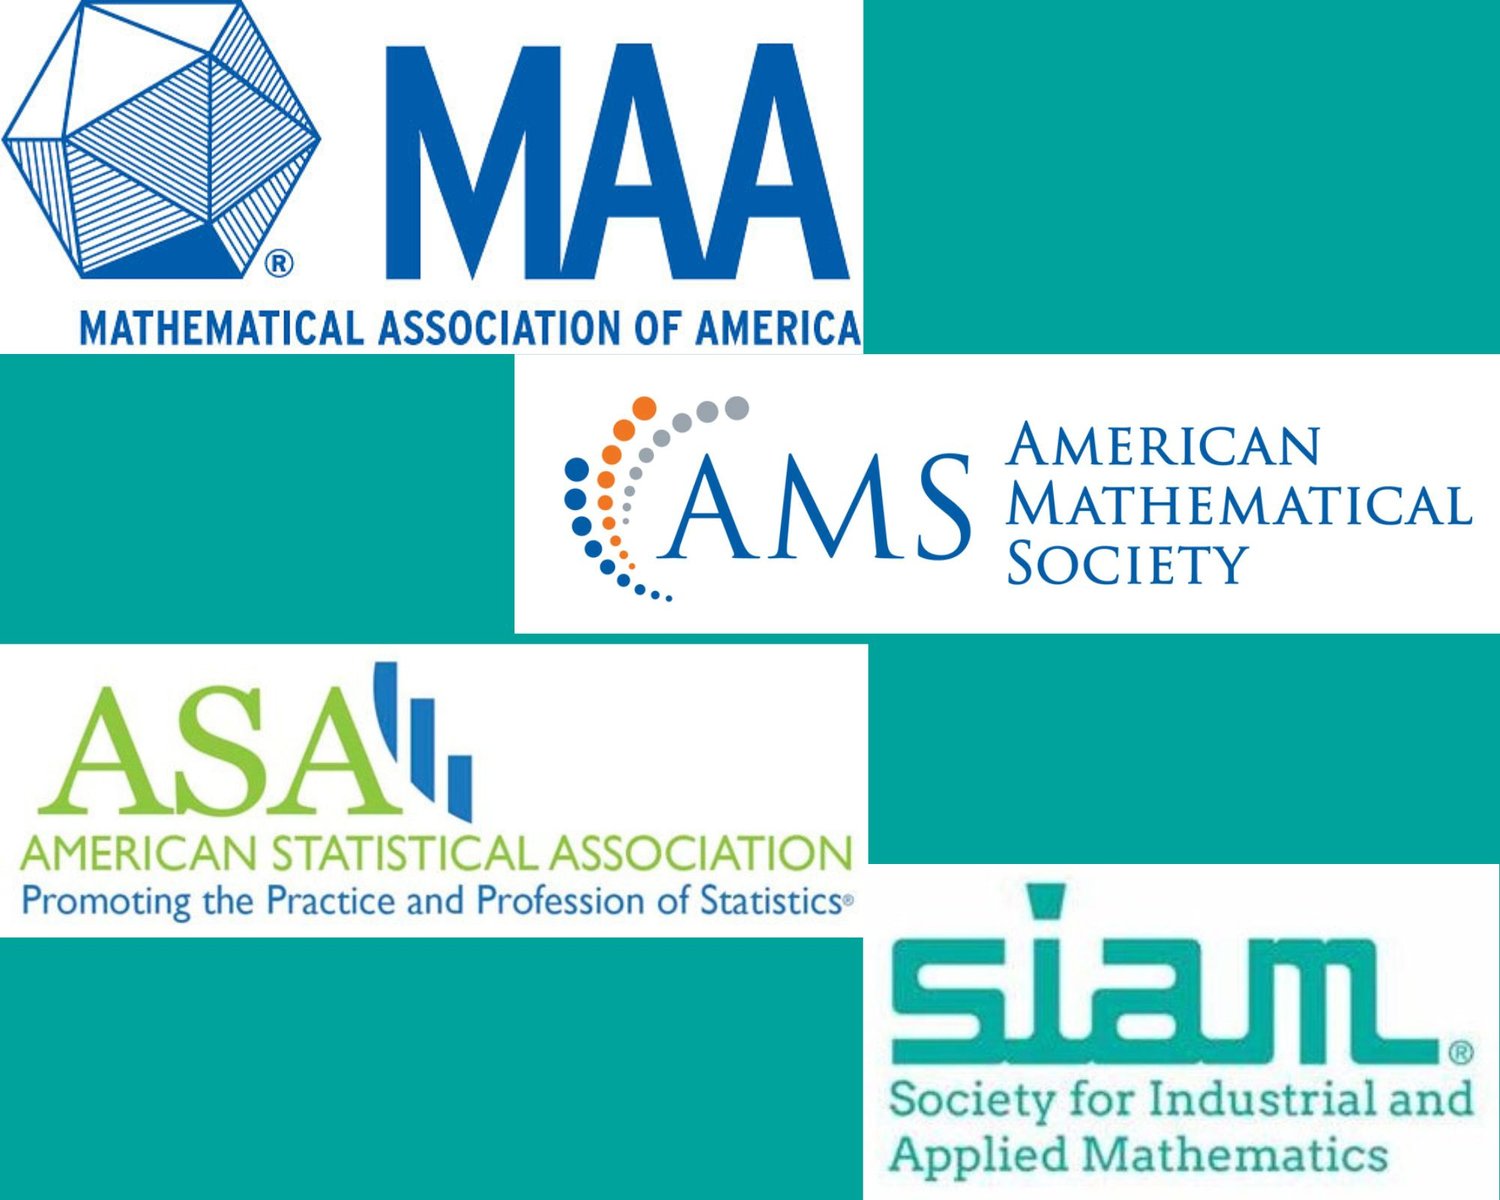 MAA
®
MATHEMATICAL ASSOCIATION OF AMERICA
AMS
AMERICAN
MATHEMATICAL
SOCIETY
ASA
AMERICAN STATISTICAL ASSOCIATION
Promoting the Practice and Profession of Statistics®
siam®
Society for Industrial and
Applied Mathematics